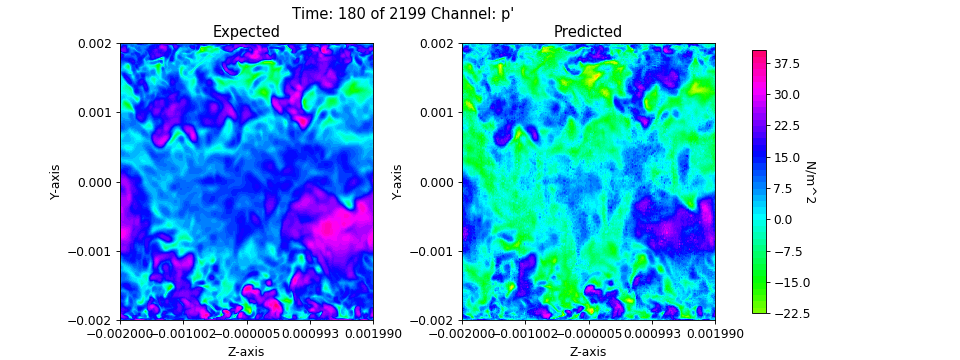 Time: 180 of 2199 Channel: p'
Expected
Predicted
0.002
0.001
0.000
−0.001
−0.002
Y-axis
−0.002000 −0.001002 −0.000005 0.000993 0.001990
Z-axis
0.002
0.001
0.000
−0.001
−0.002
Y-axis
−0.002000 −0.001002 −0.000005 0.000993 0.001990
Z-axis
37.5
30.0
22.5
15.0
7.5
0.0
−7.5
−15.0
−22.5
N/m^2